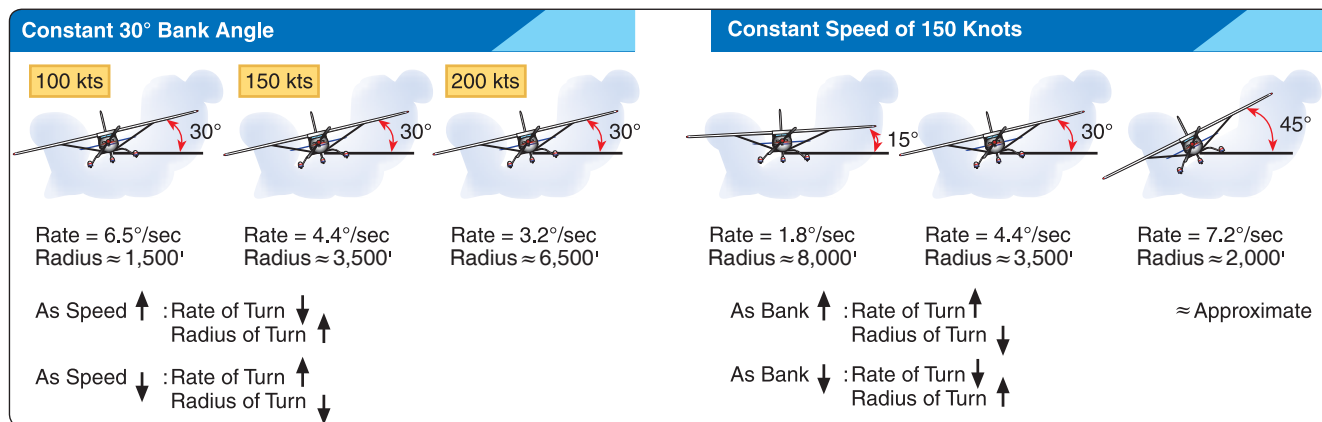 Constant 30° Bank Angle
100 kts
150 kts
200 kts
30°
30°
30°
Rate = 6.5°/sec
Radius ≈ 1,500'
Rate = 4.4°/sec
Radius ≈ 3,500'
Rate = 3.2°/sec
Radius ≈ 6,500'
As Speed ↑ : Rate of Turn ↓
Radius of Turn ↑
As Speed ↓ : Rate of Turn ↑
Radius of Turn ↓
Constant Speed of 150 Knots
15°
30°
45°
Rate = 1.8°/sec
Radius ≈ 8,000'
Rate = 4.4°/sec
Radius ≈ 3,500'
Rate = 7.2°/sec
Radius ≈ 2,000'
As Bank ↑ : Rate of Turn ↑
Radius of Turn ↓
As Bank ↓ : Rate of Turn ↓
Radius of Turn ↑
≈ Approximate